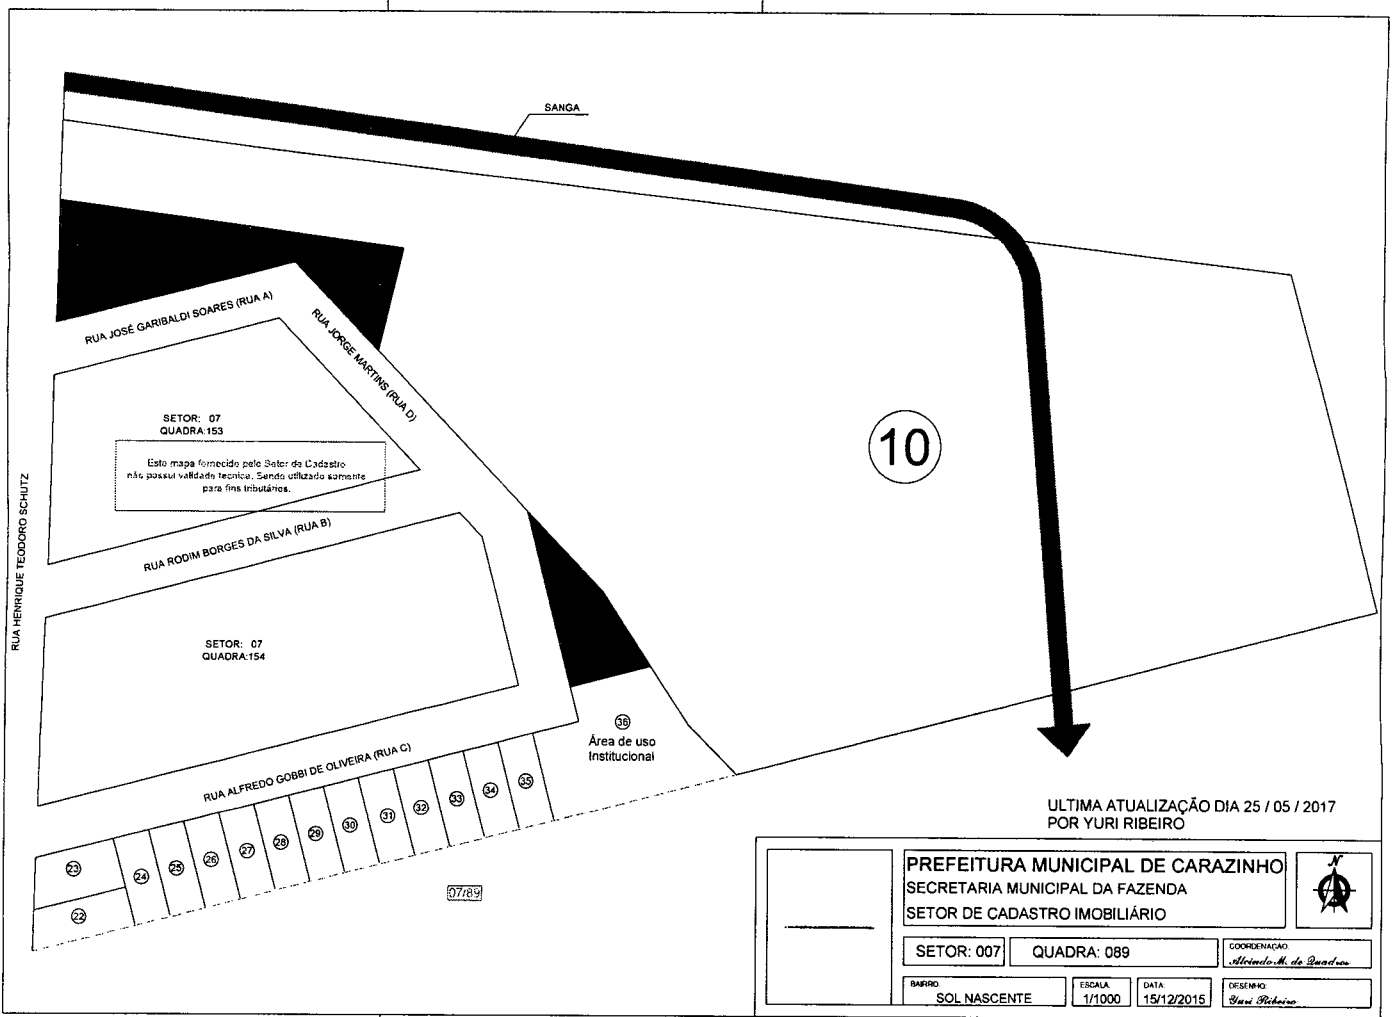 SANGA
RUA JOSÉ GARIBALDI SOARES (RUA A)
RUA JORGE MARTINS (RUA D)
SETOR: 07
QUADRA:153
Este mapa fornecido pelo Setor de Cadastro
não possui validade tecnica. Sendo utilizado somente
para fins tributários.
10
RUA HENRIQUE TEODORO SCHUTZ
RUA RODIM BORGES DA SILVA (RUA B)
SETOR: 07
QUADRA:154
36
Área de uso
Institucional
RUA ALFREDO GOBBI DE OLIVEIRA (RUA C)
35
34
33
32
31
30
29
28
27
26
25
24
23
22
07/89
ULTIMA ATUALIZAÇÃO DIA 25 / 05 / 2017
POR YURI RIBEIRO
PREFEITURA MUNICIPAL DE CARAZINHO
SECRETARIA MUNICIPAL DA FAZENDA
SETOR DE CADASTRO IMOBILIÁRIO
N
SETOR: 007
QUADRA: 089
COORDENAÇÃO:
Alcindo M. de Quadros
BAIRRO:
SOL NASCENTE
ESCALA:
1/1000
DATA:
15/12/2015
DESENHO:
Yuri Ribeiro